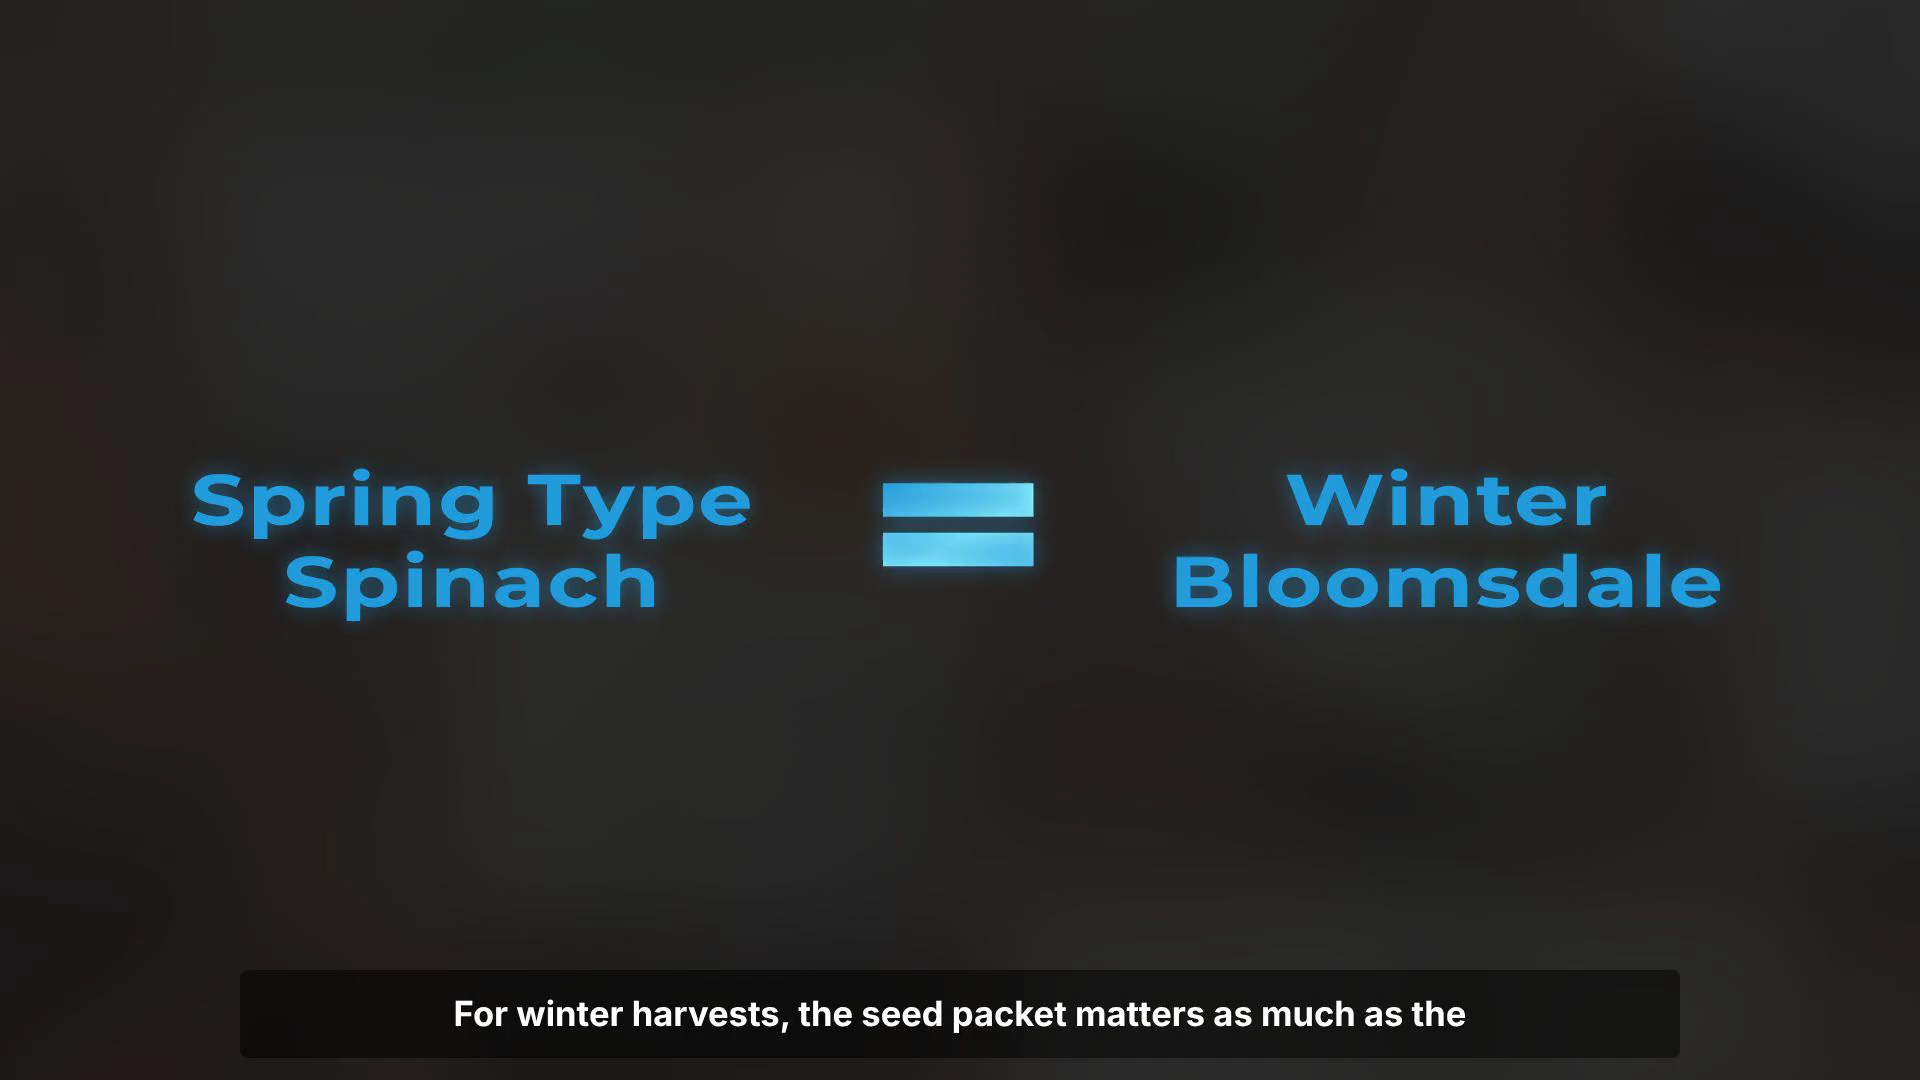 Spring Type
Spinach
=
Winter
Bloomsdale
For winter harvests, the seed packet matters as much as the